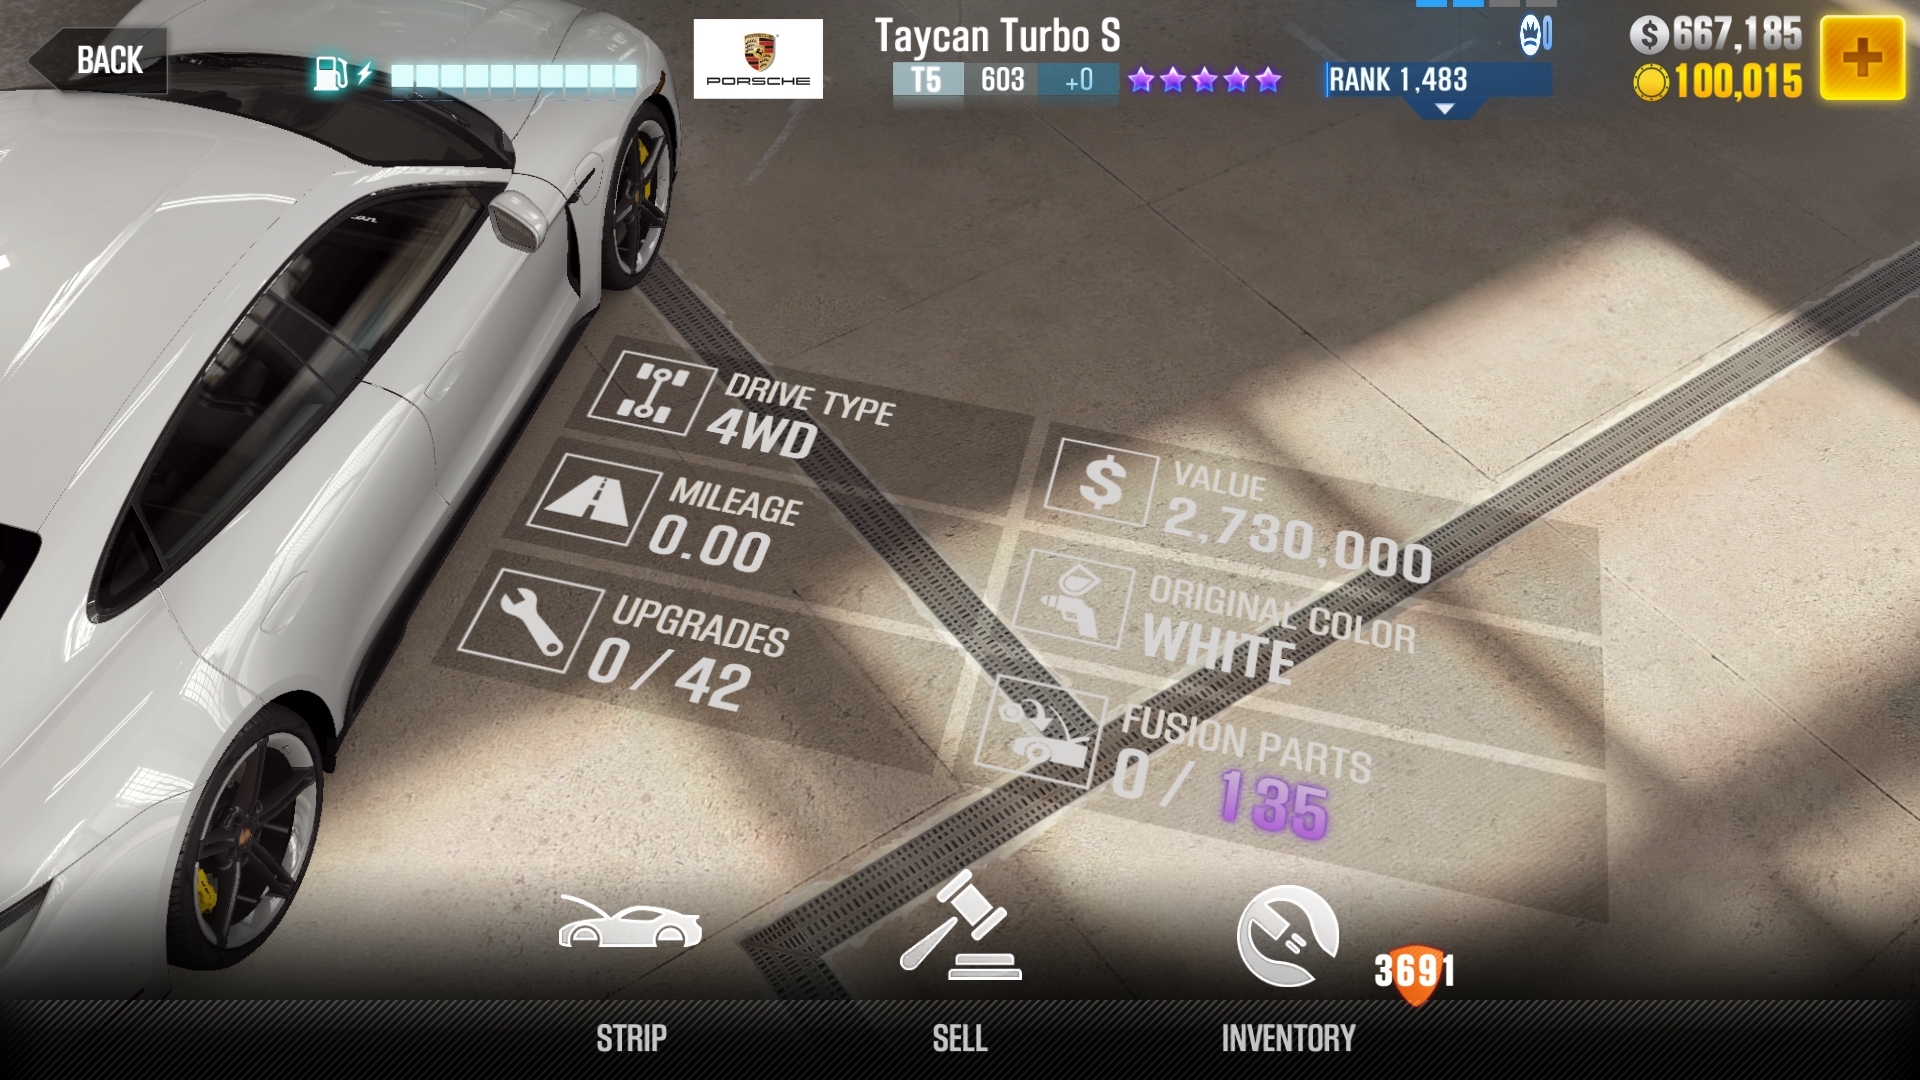 BACK
PORSCHE
Taycan Turbo S
T5 603 +0
0
RANK 1,483
$ 667,185
100,015
+
DRIVE TYPE
4WD
MILEAGE
0.00
UPGRADES
0 / 42
$ VALUE
2,730,000
ORIGINAL COLOR
WHITE
FUSION PARTS
0 / 135
3691
STRIP
SELL
INVENTORY